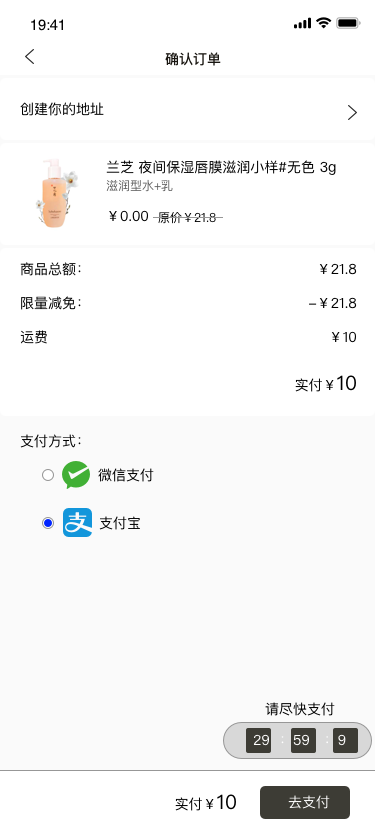 19:41
确认订单
创建你的地址
兰芝 夜间保湿唇膜滋润小样#无色 3g
滋润型水+乳
￥0.00 原价￥21.8
商品总额： ￥21.8
限量减免： −￥21.8
运费 ￥10
实付￥10
支付方式：
微信支付
支 支付宝
请尽快支付
29 : 59 : 9
实付￥10 去支付